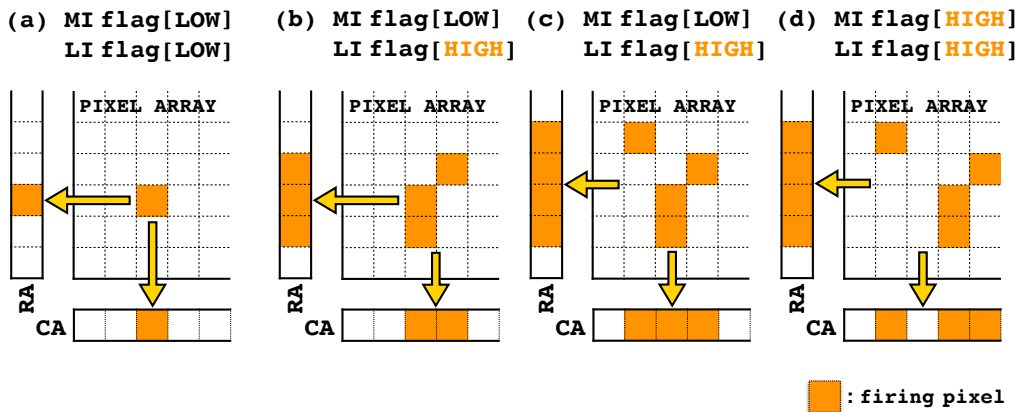 (a) MI flag[LOW]
LI flag[LOW]
(b) MI flag[LOW]
LI flag[HIGH]
(c) MI flag[LOW]
LI flag[HIGH]
(d) MI flag[HIGH]
LI flag[HIGH]
PIXEL ARRAY
PIXEL ARRAY
PIXEL ARRAY
PIXEL ARRAY
RA
RA
RA
RA
CA
CA
CA
CA
: firing pixel